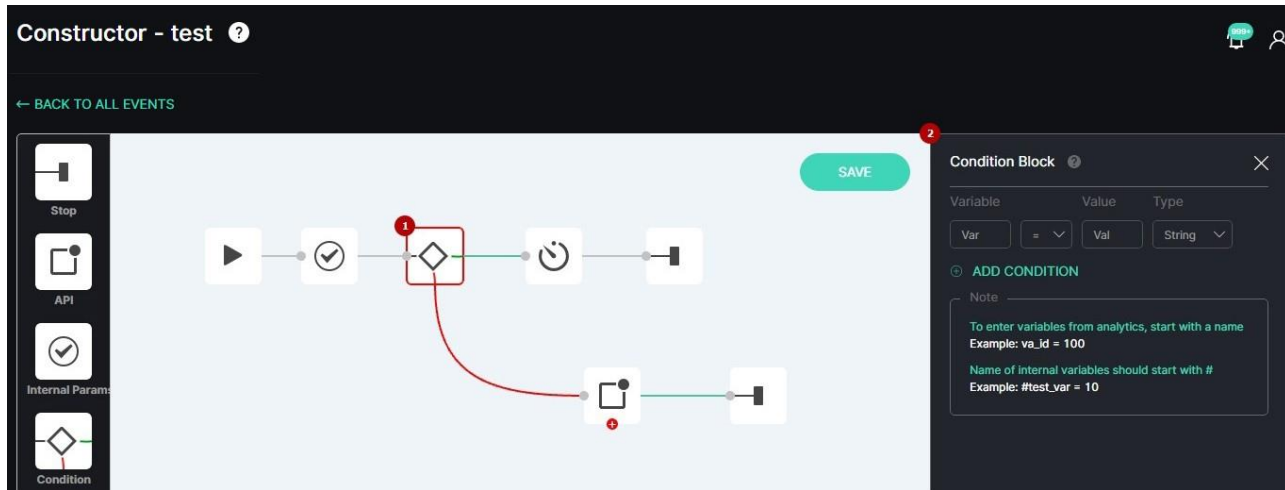 Constructor - test ?
999+
← BACK TO ALL EVENTS
Stop
API
Internal Params
Condition
1
SAVE
2
Condition Block ?
Variable Value Type
Var = Val String
ADD CONDITION
Note
To enter variables from analytics, start with a name
Example: va_id = 100
Name of internal variables should start with #
Example: #test_var = 10